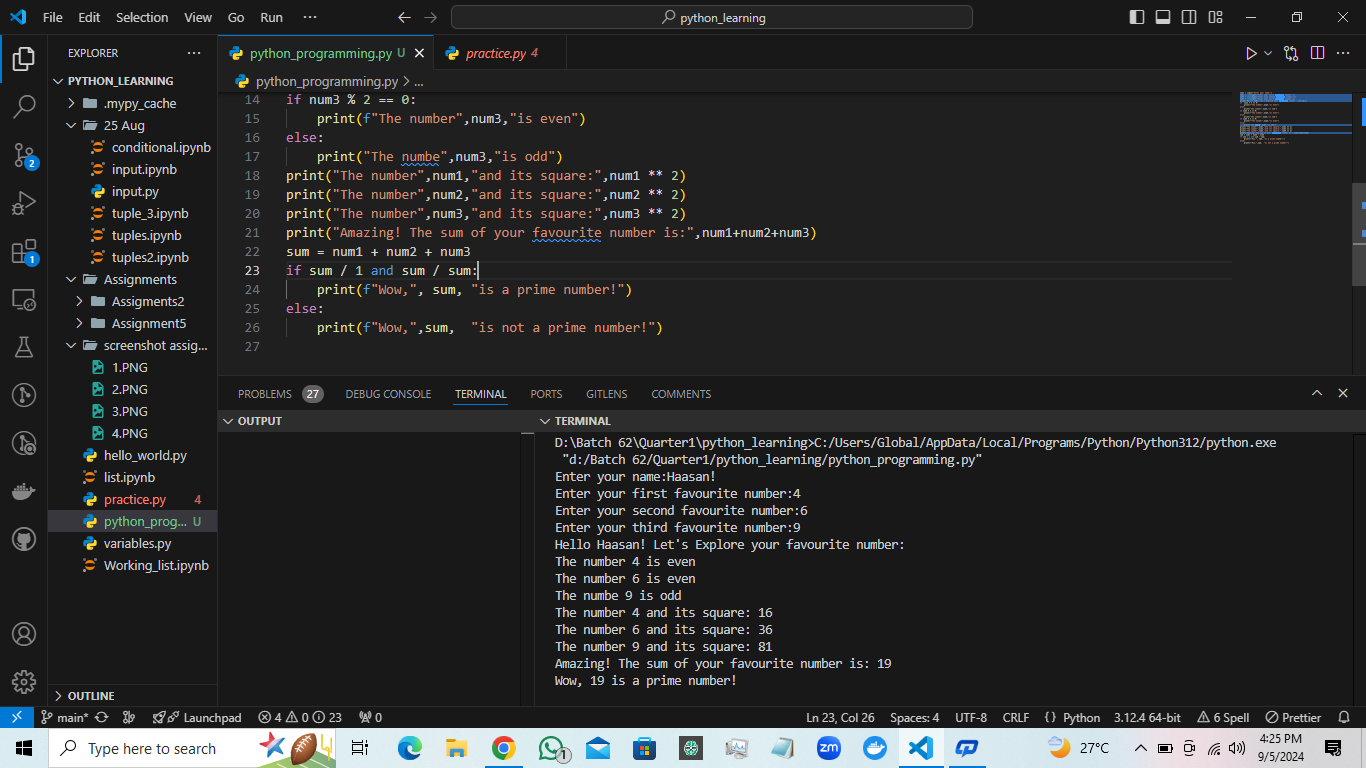 File Edit Selection View Go Run ··· python_learning
EXPLORER ···
PYTHON_LEARNING
.mypy_cache
25 Aug
conditional.ipynb
input.ipynb
input.py
tuple_3.ipynb
tuples.ipynb
tuples2.ipynb
Assignments
Assigments2
Assignment5
screenshot assig...
1.PNG
2.PNG
3.PNG
4.PNG
hello_world.py
list.ipynb
practice.py 4
python_prog... U
variables.py
Working_list.ipynb
OUTLINE
2
1
python_programming.py U practice.py 4
python_programming.py > ...
14 if num3 % 2 == 0:
15 print(f"The number",num3,"is even")
16 else:
17 print("The numbe",num3,"is odd")
18 print("The number",num1,"and its square:",num1 ** 2)
19 print("The number",num2,"and its square:",num2 ** 2)
20 print("The number",num3,"and its square:",num3 ** 2)
21 print("Amazing! The sum of your favourite number is:",num1+num2+num3)
22 sum = num1 + num2 + num3
23 if sum / 1 and sum / sum:
24 print(f"Wow,", sum, "is a prime number!")
25 else:
26 print(f"Wow,",sum,  "is not a prime number!")
27
PROBLEMS 27 DEBUG CONSOLE TERMINAL PORTS GITLENS COMMENTS
OUTPUT
TERMINAL
D:\Batch 62\Quarter1\python_learning>C:/Users/Global/AppData/Local/Programs/Python/Python312/python.exe
"d:/Batch 62/Quarter1/python_learning/python_programming.py"
Enter your name:Haasan!
Enter your first favourite number:4
Enter your second favourite number:6
Enter your third favourite number:9
Hello Haasan! Let's Explore your favourite number:
The number 4 is even
The number 6 is even
The numbe 9 is odd
The number 4 and its square: 16
The number 6 and its square: 36
The number 9 and its square: 81
Amazing! The sum of your favourite number is: 19
Wow, 19 is a prime number!
main* Launchpad 4 0 23 0 Ln 23, Col 26 Spaces: 4 UTF-8 CRLF {} Python 3.12.4 64-bit 6 Spell Prettier
Type here to search 1 zm 27°C 4:25 PM
9/5/2024